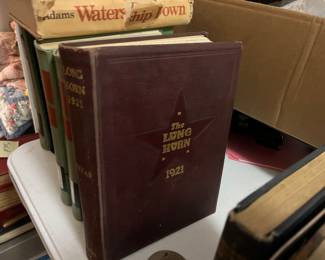 Adams Watership Down
LONG
HORN
1921
The
LONG
HORN
1921